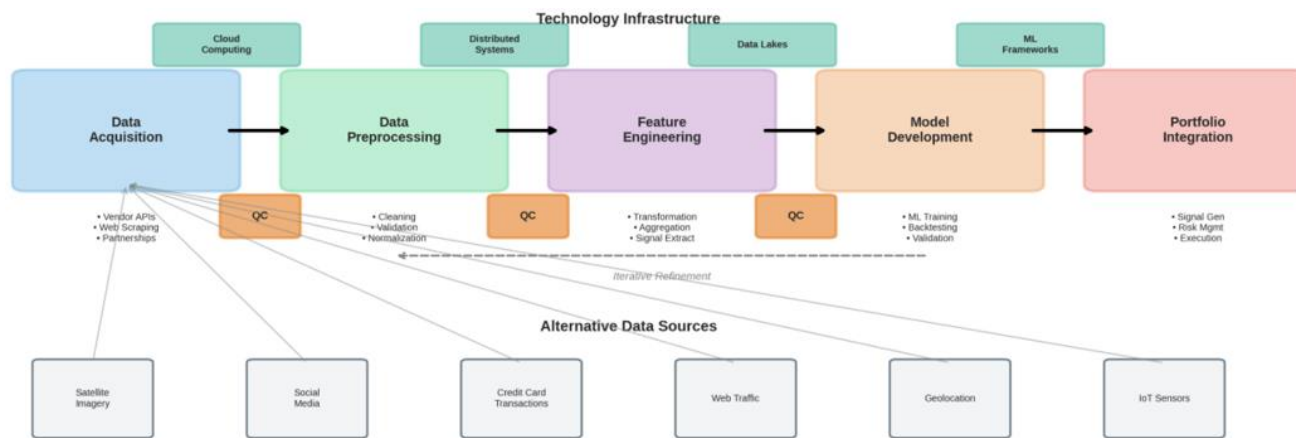 Technology Infrastructure
Cloud
Computing
Distributed
Systems
Data Lakes
ML
Frameworks
Data
Acquisition
Data
Preprocessing
Feature
Engineering
Model
Development
Portfolio
Integration
• Vendor APIs
• Web Scraping
• Partnerships
QC
• Cleaning
• Validation
• Normalization
QC
• Transformation
• Aggregation
• Signal Extract
QC
• ML Training
• Backtesting
• Validation
• Signal Gen
• Risk Mgmt
• Execution
Iterative Refinement
Alternative Data Sources
Satellite
Imagery
Social
Media
Credit Card
Transactions
Web Traffic
Geolocation
IoT Sensors